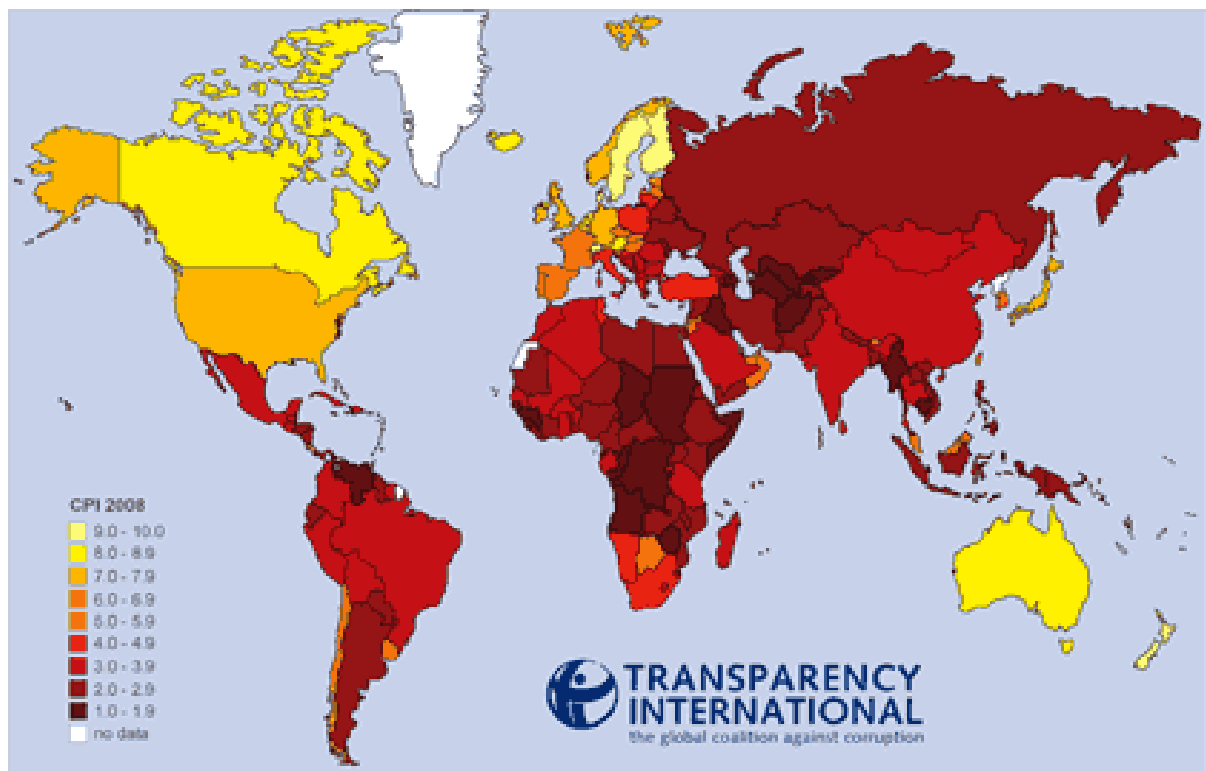 CPI 2008
9.0 - 10.0
8.0 - 8.9
7.0 - 7.9
6.0 - 6.9
5.0 - 5.9
4.0 - 4.9
3.0 - 3.9
2.0 - 2.9
1.0 - 1.9
no data
TRANSPARENCY
INTERNATIONAL
the global coalition against corruption